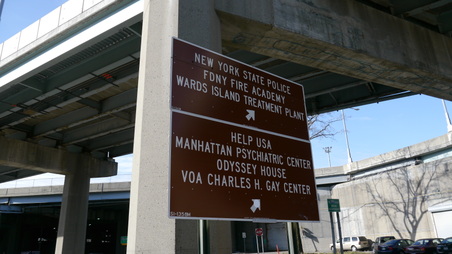 NEW YORK STATE POLICE
FDNY FIRE ACADEMY
WARDS ISLAND TREATMENT PLANT
HELP USA
MANHATTAN PSYCHIATRIC CENTER
ODYSSEY HOUSE
VOA CHARLES H. GAY CENTER